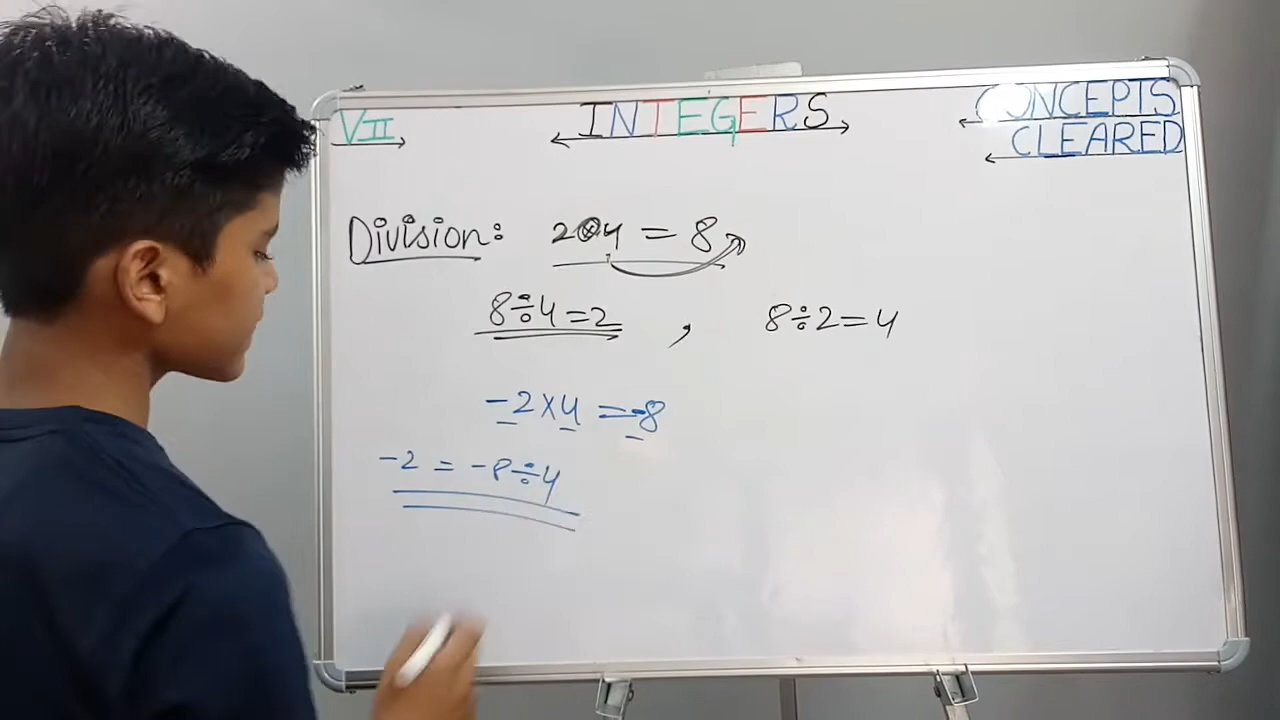 VII
INTEGERS
CONCEPTS
CLEARED
Division: 2×4 = 8
8÷4=2 , 8÷2=4
-2×4 = -8
-2 = -8÷4